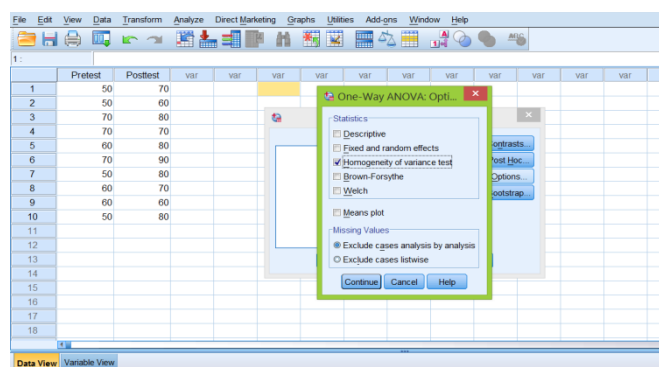 File Edit View Data Transform Analyze Direct Marketing Graphs Utilities Add-ons Window Help
1 :
Pretest Posttest var var var var var var var var var var var
1 50 70
2 50 60
3 70 80
4 70 70
5 60 80
6 70 90
7 50 80
8 60 70
9 60 60
10 50 80
11
12
13
14
15
16
17
18
One-Way ANOVA: Opti...
Statistics
Descriptive
Fixed and random effects
Homogeneity of variance test
Brown-Forsythe
Welch
Means plot
Missing Values
Exclude cases analysis by analysis
Exclude cases listwise
Continue Cancel Help
ontrasts...
Post Hoc...
Options...
ootstrap...
Data View Variable View